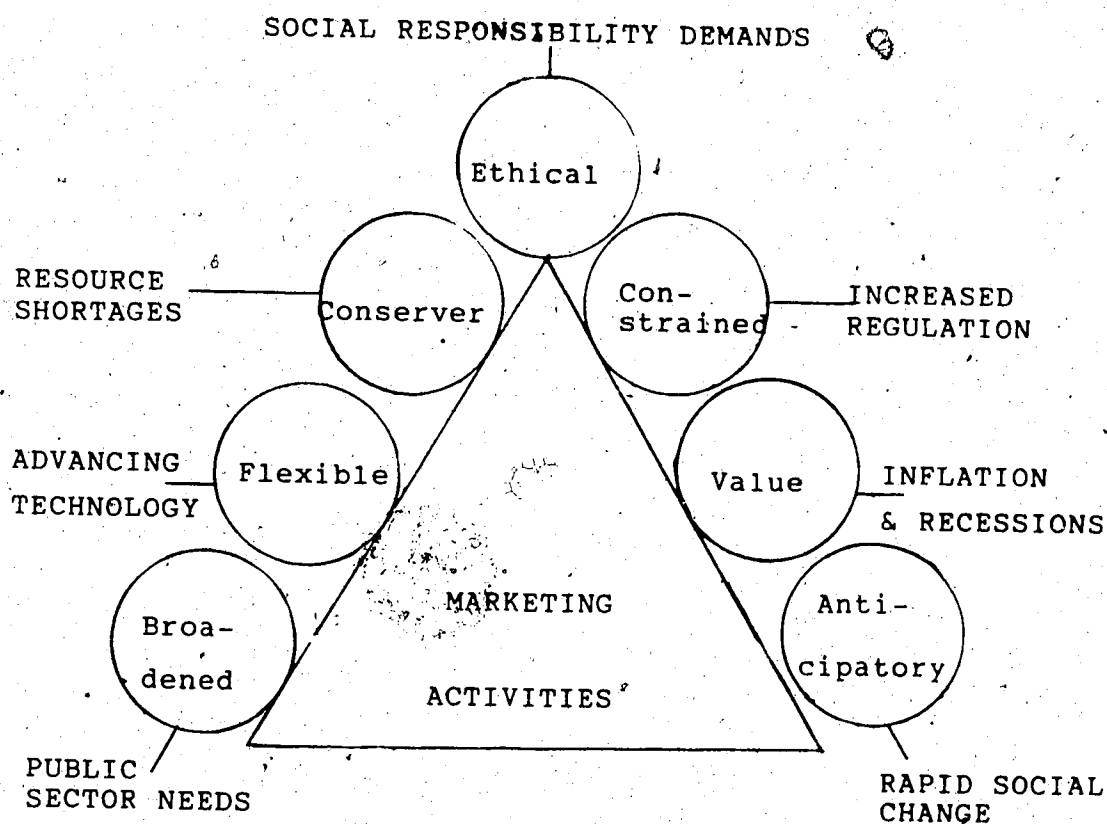 SOCIAL RESPONSIBILITY DEMANDS
Ethical
RESOURCE
SHORTAGES
Conserver
Con-
strained
INCREASED
REGULATION
ADVANCING
TECHNOLOGY
Flexible
Value
INFLATION
& RECESSIONS
Broa-
dened
MARKETING
ACTIVITIES
Anti-
cipatory
PUBLIC
SECTOR NEEDS
RAPID SOCIAL
CHANGE